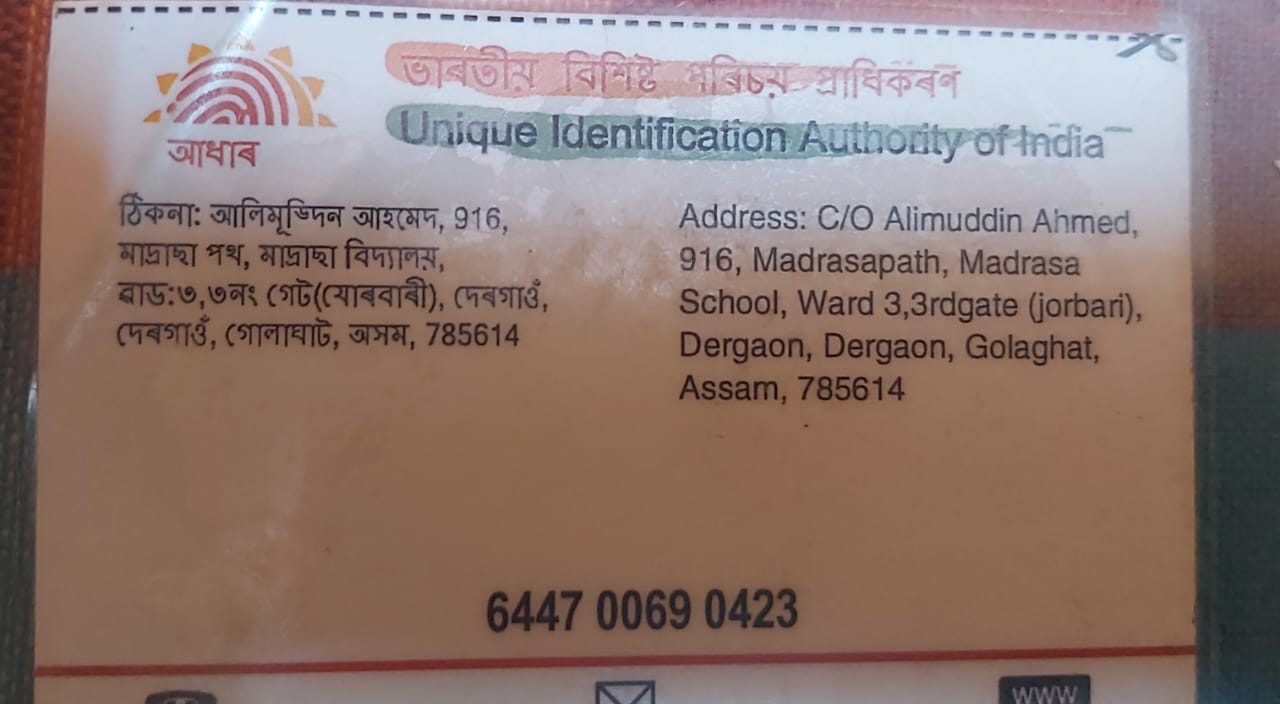 ভাৰতীয় বিশিষ্ট পৰিচয় প্ৰাধিকৰণ
Unique Identification Authority of India
আধাৰ
ঠিকনা: আলিমূড্দিন আহমেদ, 916,
মাদ্ৰাছা পথ, মাদ্ৰাছা বিদ্যালয়,
ৱাৰ্ড:৩,৩নং গেট(যোৰবাৰী), দেৰগাওঁ,
দেৰগাওঁ, গোলাঘাট, অসম, 785614
Address: C/O Alimuddin Ahmed,
916, Madrasapath, Madrasa
School, Ward 3,3rdgate (jorbari),
Dergaon, Dergaon, Golaghat,
Assam, 785614
6447 0069 0423
www